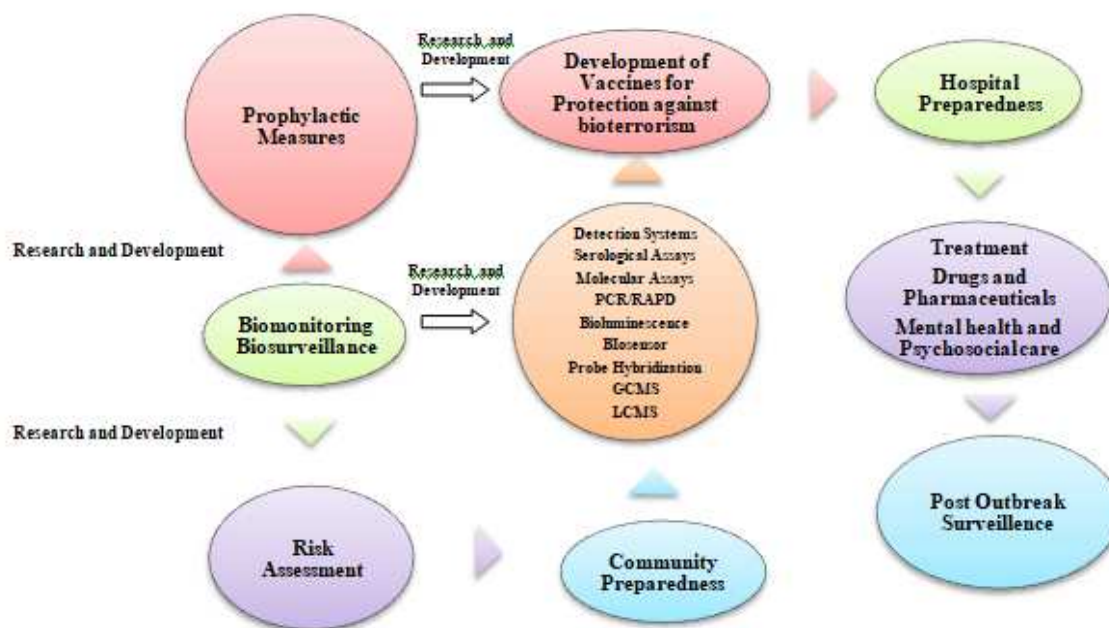 Prophylactic
Measures
Research and
Development
Development of
Vaccines for
Protection against
bioterrorism
Hospital
Preparedness
Research and Development
Biomonitoring
Biosurveillance
Research and
Development
Detection Systems
Serological Assays
Molecular Assays
PCR/RAPD
Bioluminescence
BIosensor
Probe Hybridization
GCMS
LCMS
Treatment
Drugs and
Pharmaceuticals
Mental health and
Psychosocial care
Research and Development
Risk
Assessment
Community
Preparedness
Post Outbreak
Surveillence